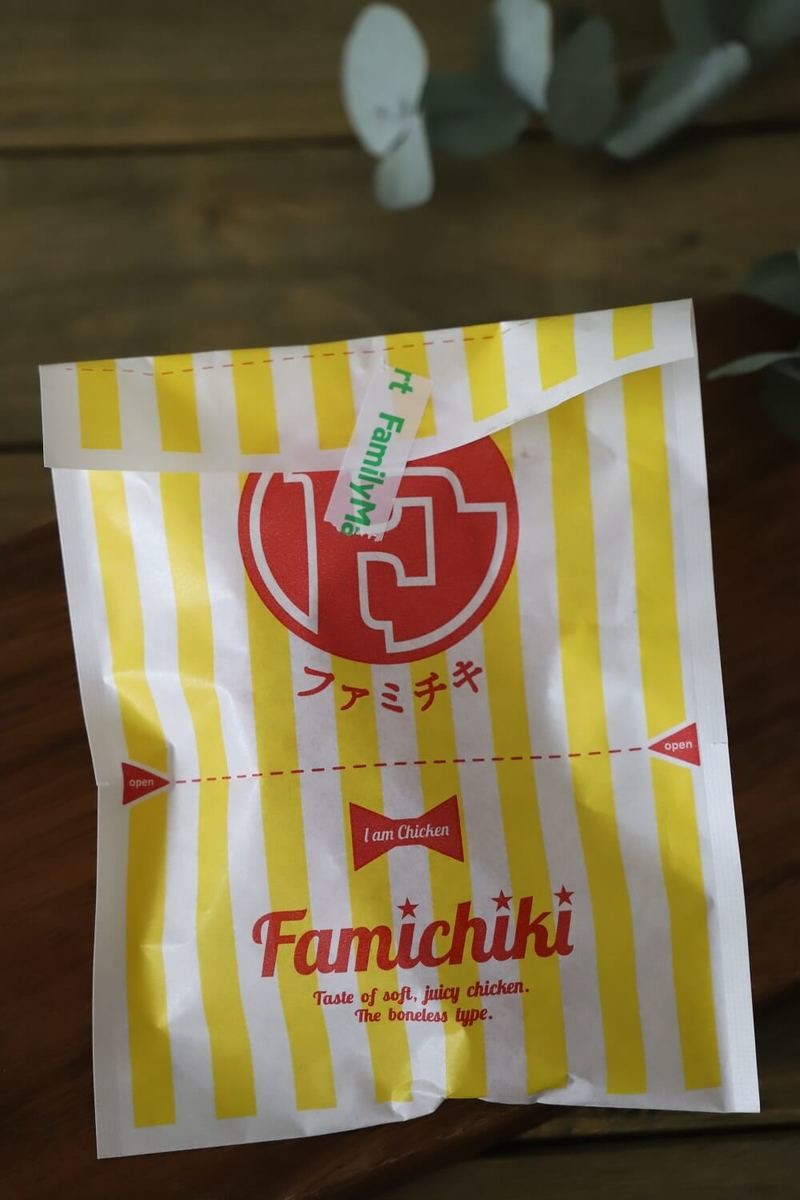 rt FamilyMa
ファミチキ
open
open
I am Chicken
Famichiki
Taste of soft, juicy chicken.
The boneless type.